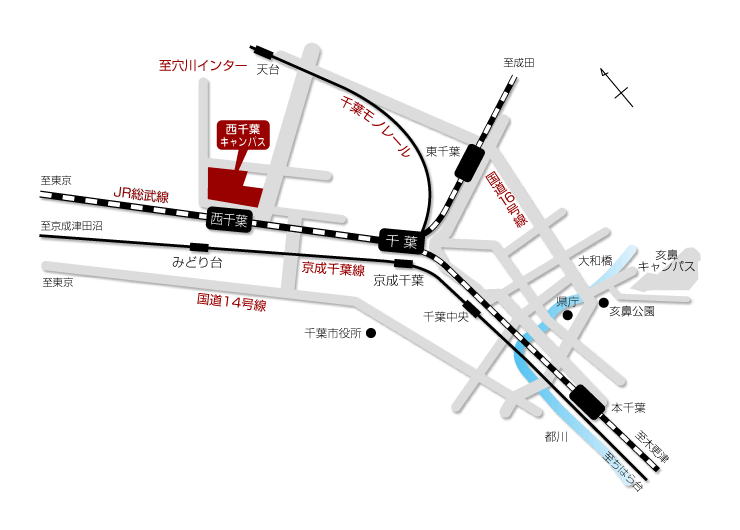 至穴川インター
天台
至成田
千葉モノレール
西千葉
キャンパス
東千葉
国道16号線
至東京
JR総武線
西千葉
千葉
至京成津田沼
みどり台
京成千葉線
京成千葉
大和橋
亥鼻
キャンパス
至東京
国道14号線
千葉中央
県庁
亥鼻公園
千葉市役所
本千葉
都川
至木更津
至ちはら台